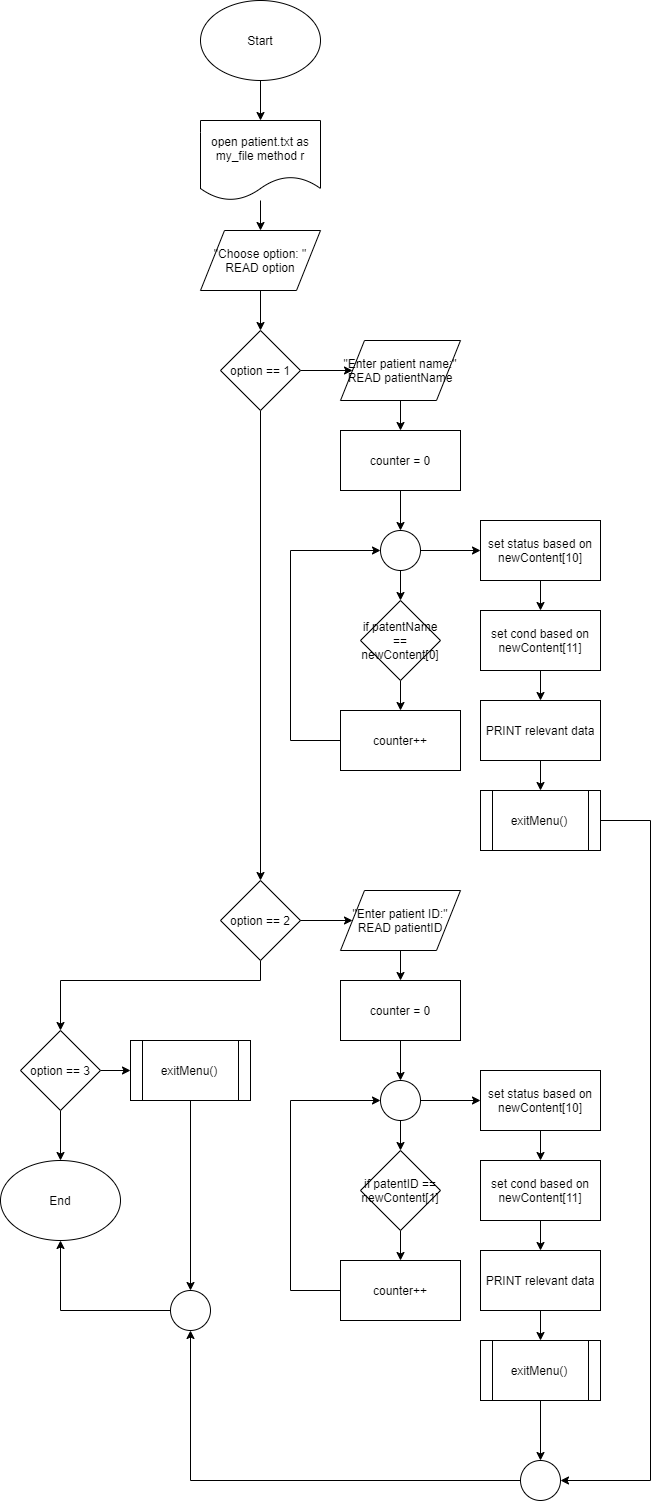 Start
open patient.txt as
my_file method r
"Choose option: "
READ option
option == 1
"Enter patient name:"
READ patientName
counter = 0
set status based on
newContent[10]
if patentName
==
newContent[0]
set cond based on
newContent[11]
counter++
PRINT relevant data
exitMenu()
option == 2
"Enter patient ID:"
READ patientID
counter = 0
option == 3
exitMenu()
set status based on
newContent[10]
if patentID ==
newContent[1]
set cond based on
newContent[11]
End
counter++
PRINT relevant data
exitMenu()